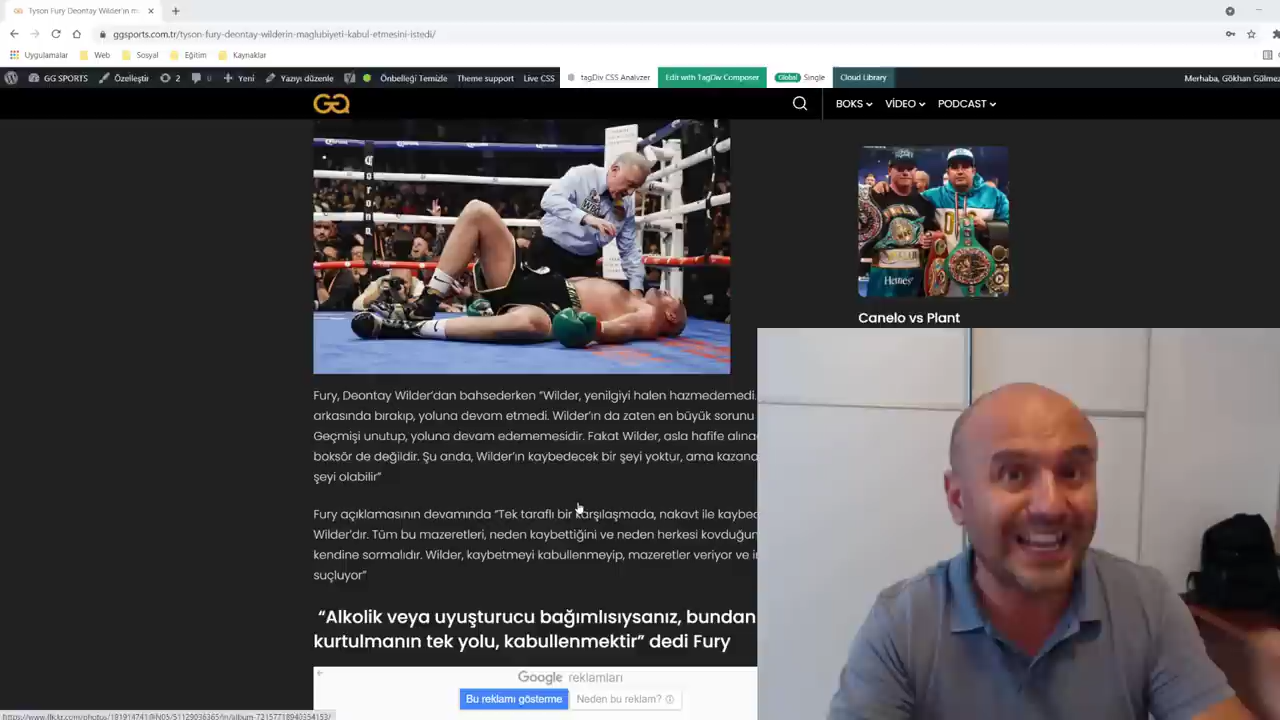 Tyson Fury Deontay Wilder'ın m
ggsports.com.tr/tyson-fury-deontay-wilderin-maglubiyeti-kabul-etmesini-istedi/
Uygulamalar Web Sosyal Eğitim Kaynaklar
GG SPORTS Özelleştir 2 0 Yeni Yazıyı düzenle Önbelleği Temizle Theme support Live CSS tagDiv CSS Analyzer Edit with TagDiv Composer Global Single Cloud Library Merhaba, Gökhan Gülmez
GG BOKS VİDEO PODCAST
Corona
Canelo vs Plant
Fury, Deontay Wilder'dan bahsederken "Wilder, yenilgiyi halen hazmedemedi.
arkasında bırakıp, yoluna devam etmedi. Wilder'ın da zaten en büyük sorunu
Geçmişi unutup, yoluna devam edememesidir. Fakat Wilder, asla hafife alına
boksör de değildir. Şu anda, Wilder'ın kaybedecek bir şeyi yoktur, ama kazana
şeyi olabilir"
Fury açıklamasının devamında "Tek taraflı bir karşılaşmada, nakavt ile kaybed
Wilder'dır. Tüm bu mazeretleri, neden kaybettiğini ve neden herkesi kovduğun
kendine sormalıdır. Wilder, kaybetmeyi kabullenmeyip, mazeretler veriyor ve i
suçluyor"
"Alkolik veya uyuşturucu bağımlısıysanız, bundan
kurtulmanın tek yolu, kabullenmektir" dedi Fury
Google reklamları
Bu reklamı gösterme Neden bu reklam?